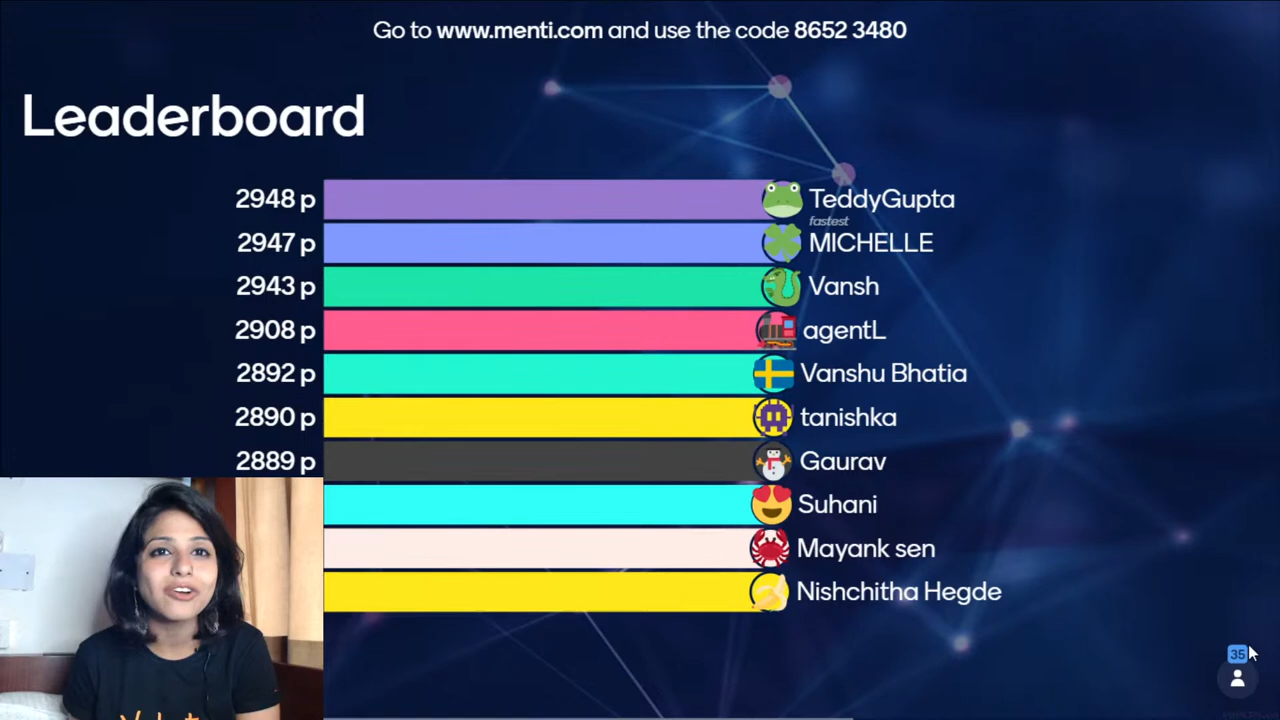 Go to www.menti.com and use the code 8652 3480
Leaderboard
2948 p TeddyGupta
fastest
2947 p MICHELLE
2943 p Vansh
2908 p agentL
2892 p Vanshu Bhatia
2890 p tanishka
2889 p Gaurav
Suhani
Mayank sen
Nishchitha Hegde
35